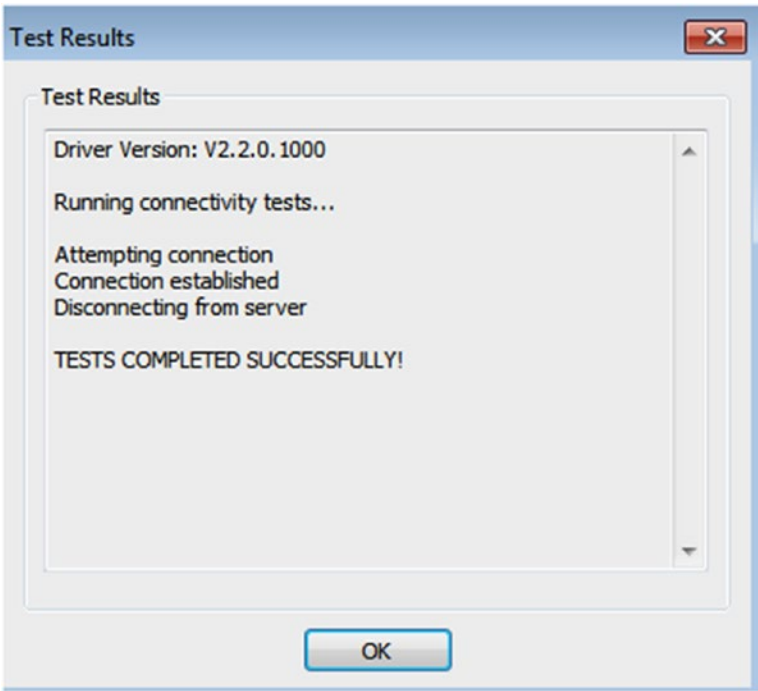 Test Results
Test Results
Driver Version: V2.2.0.1000
Running connectivity tests...
Attempting connection
Connection established
Disconnecting from server
TESTS COMPLETED SUCCESSFULLY!
OK